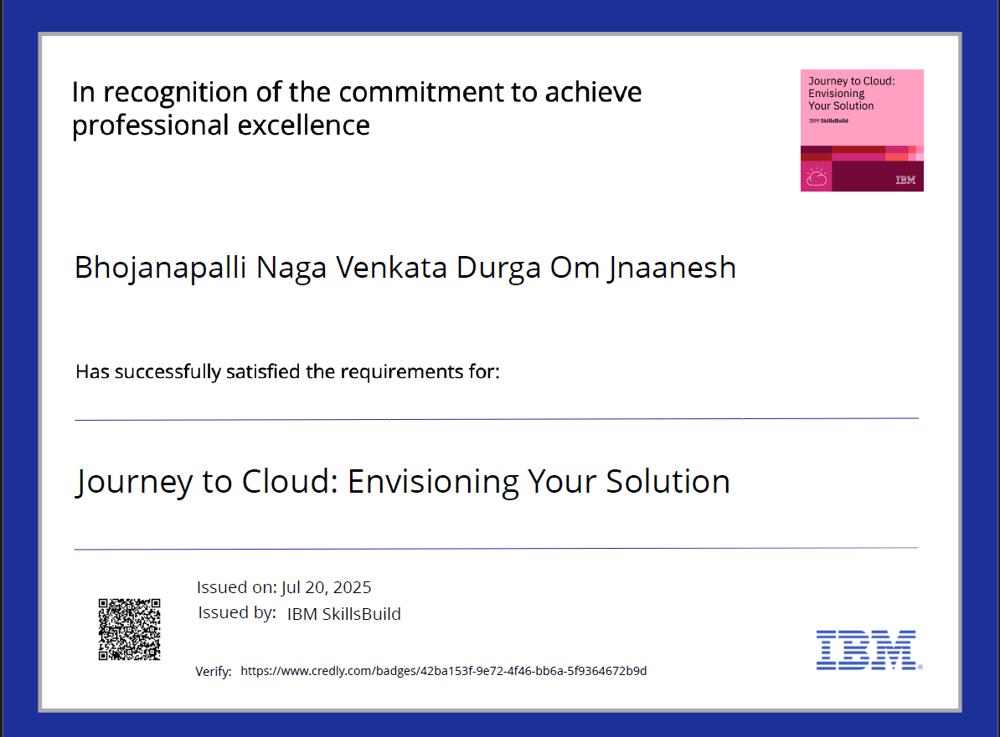 In recognition of the commitment to achieve
professional excellence
Journey to Cloud:
Envisioning
Your Solution
IBM SkillsBuild
IBM
Bhojanapalli Naga Venkata Durga Om Jnaanesh
Has successfully satisfied the requirements for:
Journey to Cloud: Envisioning Your Solution
Issued on: Jul 20, 2025
Issued by: IBM SkillsBuild
Verify: https://www.credly.com/badges/42ba153f-9e72-4f46-bb6a-5f9364672b9d
IBM®